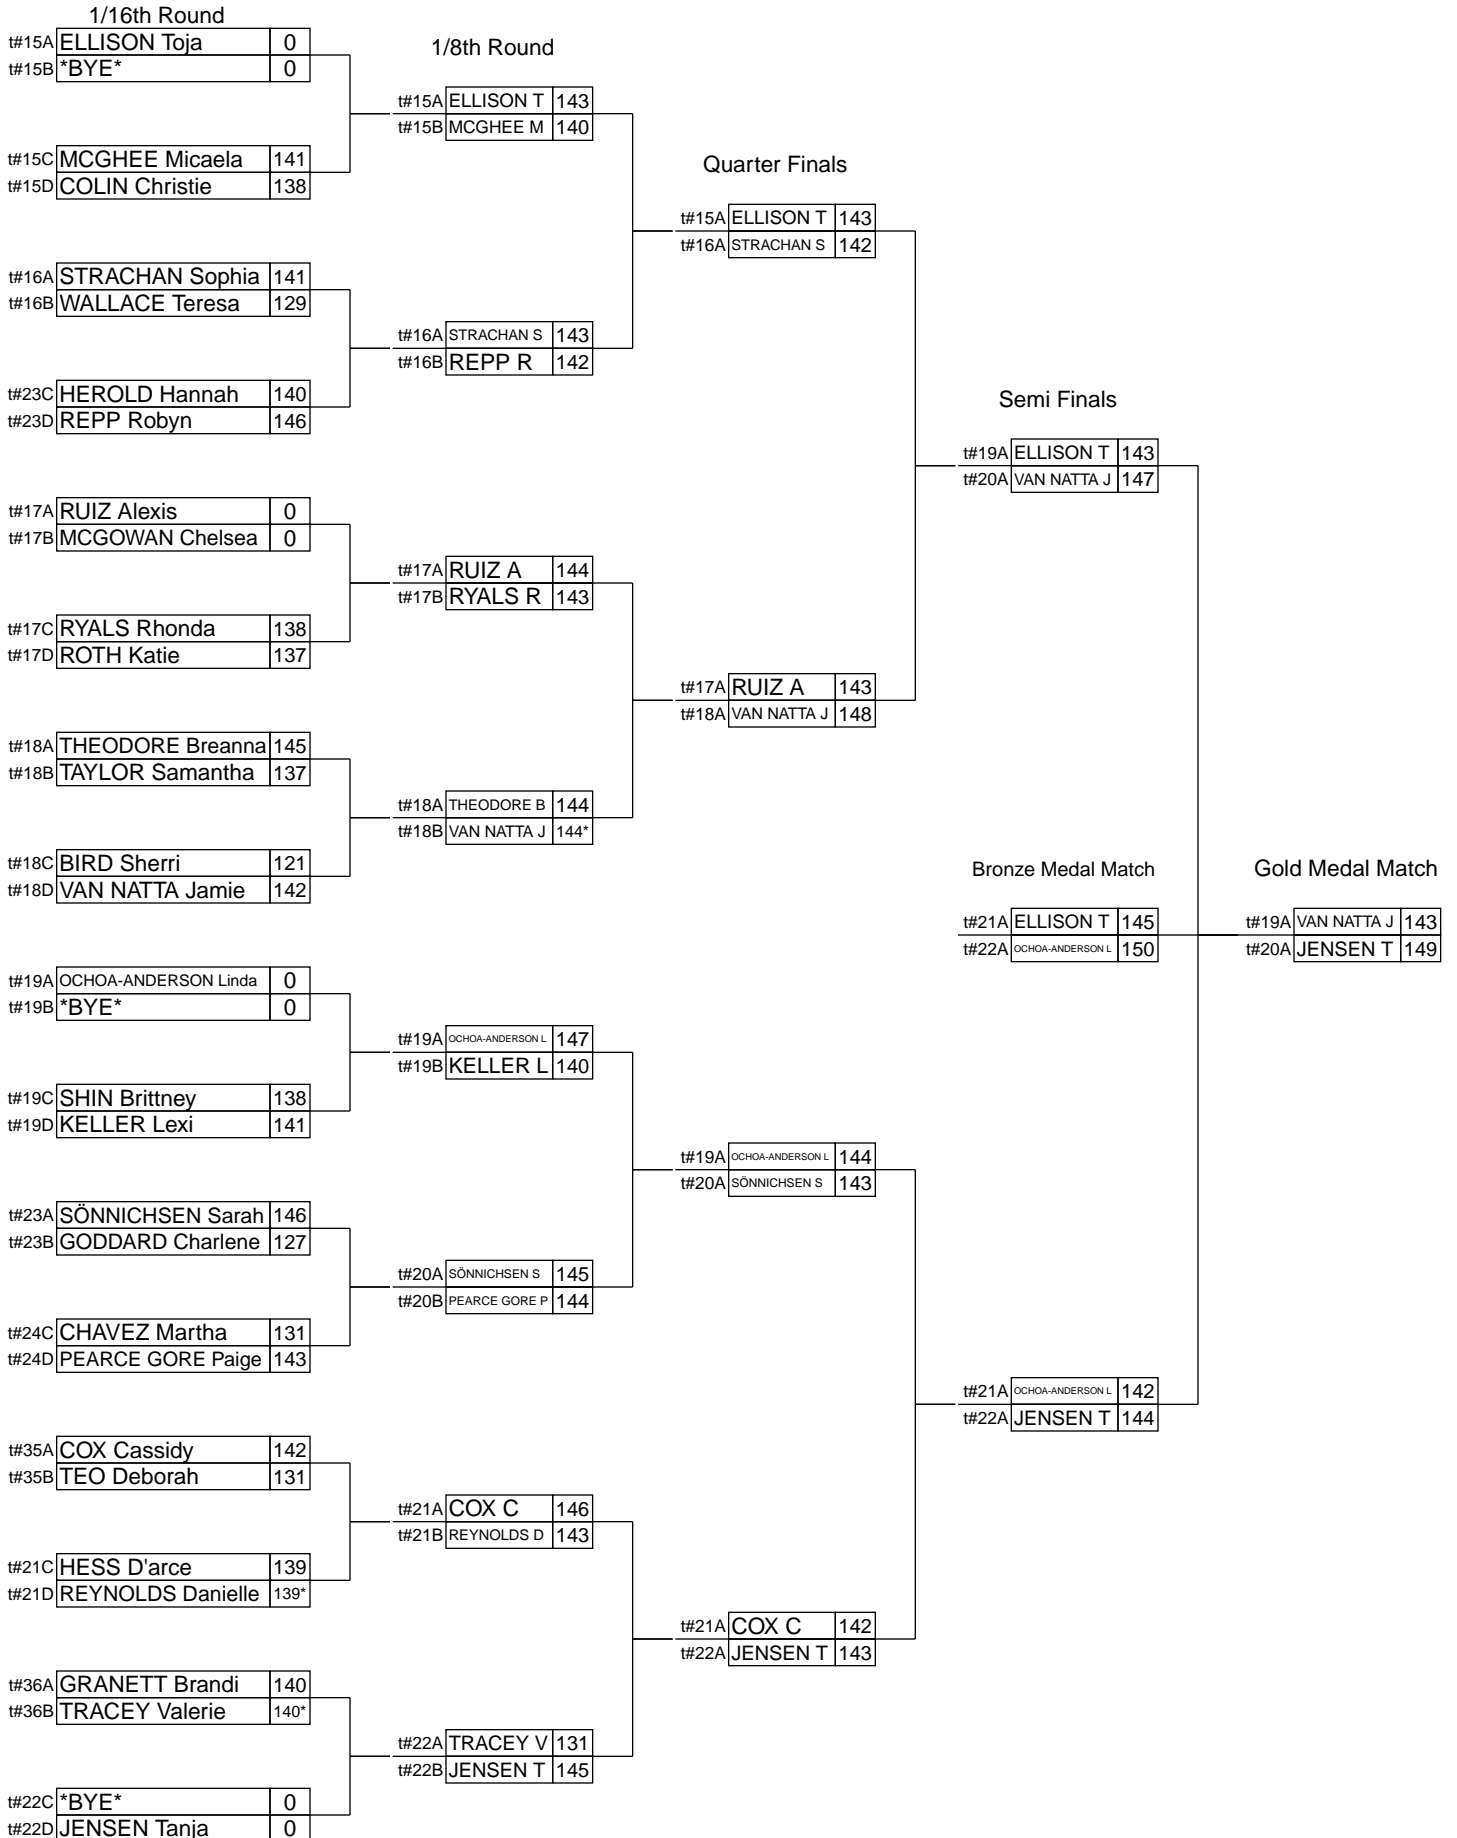 1/16th Round
t#15A ELLISON Toja 0
t#15B *BYE* 0
t#15C MCGHEE Micaela 141
t#15D COLIN Christie 138
t#16A STRACHAN Sophia 141
t#16B WALLACE Teresa 129
t#23C HEROLD Hannah 140
t#23D REPP Robyn 146
t#17A RUIZ Alexis 0
t#17B MCGOWAN Chelsea 0
t#17C RYALS Rhonda 138
t#17D ROTH Katie 137
t#18A THEODORE Breanna 145
t#18B TAYLOR Samantha 137
t#18C BIRD Sherri 121
t#18D VAN NATTA Jamie 142
t#19A OCHOA-ANDERSON Linda 0
t#19B *BYE* 0
t#19C SHIN Brittney 138
t#19D KELLER Lexi 141
t#23A SÖNNICHSEN Sarah 146
t#23B GODDARD Charlene 127
t#24C CHAVEZ Martha 131
t#24D PEARCE GORE Paige 143
t#35A COX Cassidy 142
t#35B TEO Deborah 131
t#21C HESS D'arce 139
t#21D REYNOLDS Danielle 139*
t#36A GRANETT Brandi 140
t#36B TRACEY Valerie 140*
t#22C *BYE* 0
t#22D JENSEN Tanja 0
1/8th Round
t#15A ELLISON T 143
t#15B MCGHEE M 140
t#16A STRACHAN S 143
t#16B REPP R 142
t#17A RUIZ A 144
t#17B RYALS R 143
t#18A THEODORE B 144
t#18B VAN NATTA J 144*
t#19A OCHOA-ANDERSON L 147
t#19B KELLER L 140
t#20A SÖNNICHSEN S 145
t#20B PEARCE GORE P 144
t#21A COX C 146
t#21B REYNOLDS D 143
t#22A TRACEY V 131
t#22B JENSEN T 145
Quarter Finals
t#15A ELLISON T 143
t#16A STRACHAN S 142
t#17A RUIZ A 143
t#18A VAN NATTA J 148
t#19A OCHOA-ANDERSON L 144
t#20A SÖNNICHSEN S 143
t#21A COX C 142
t#22A JENSEN T 143
Semi Finals
t#19A ELLISON T 143
t#20A VAN NATTA J 147
t#21A OCHOA-ANDERSON L 142
t#22A JENSEN T 144
Bronze Medal Match
t#21A ELLISON T 145
t#22A OCHOA-ANDERSON L 150
Gold Medal Match
t#19A VAN NATTA J 143
t#20A JENSEN T 149